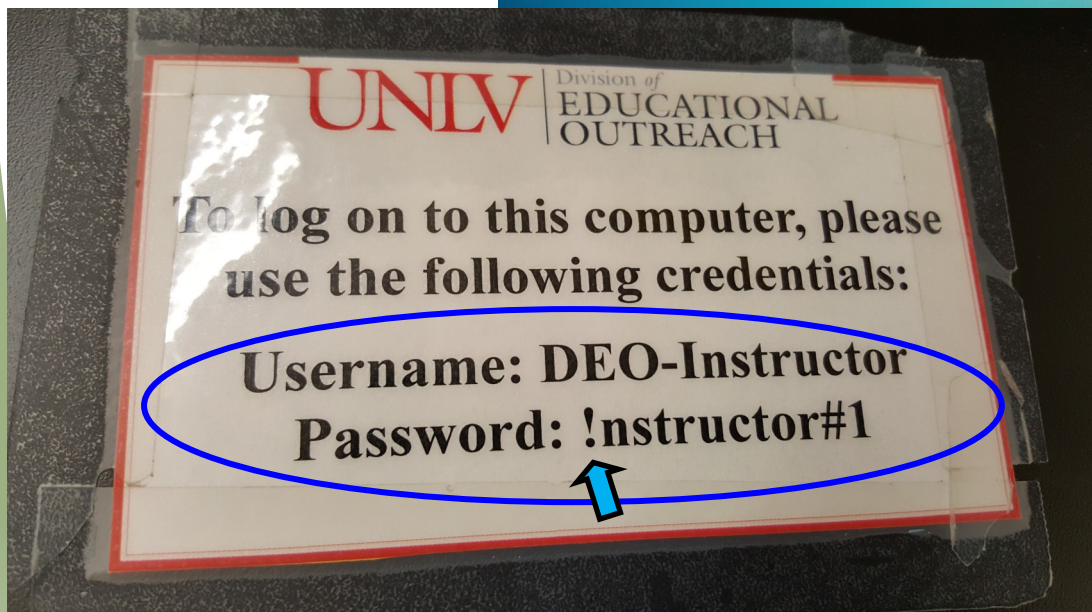 UNLV
Division of
EDUCATIONAL
OUTREACH
To log on to this computer, please
use the following credentials:
Username: DEO-Instructor
Password: !nstructor#1